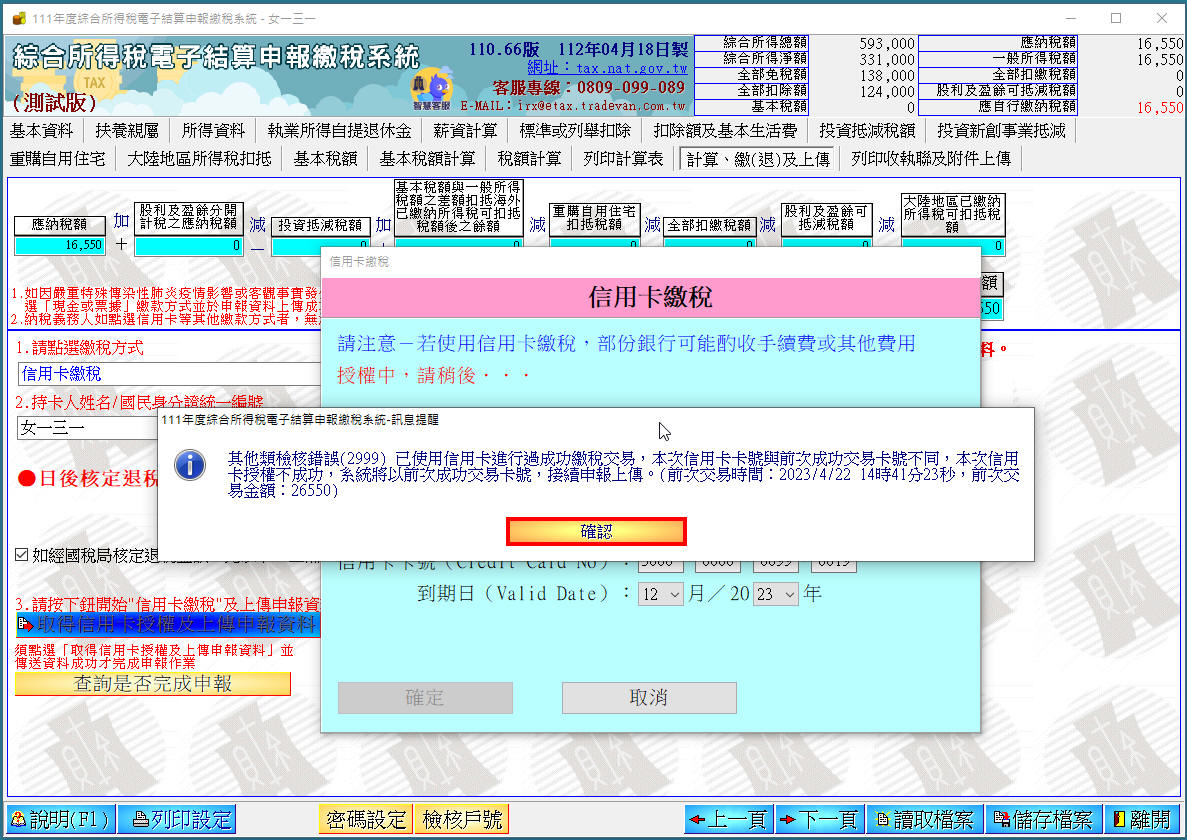 111年度綜合所得稅電子結算申報繳稅系統 - 女一三一
綜合所得稅電子結算申報繳稅系統
TAX
(測試版)
110.66版　112年04月18日製
網址：tax.nat.gov.tw
客服專線：0809-099-089
E-MAIL：irx@etax.tradevan.com.tw
智慧客服
綜合所得總額 593,000 應納稅額 16,550
綜合所得淨額 331,000 一般所得稅額 16,550
全部免稅額 138,000 全部扣繳稅額 0
全部扣除額 124,000 股利及盈餘可抵減稅額 0
基本稅額 0 應自行繳納稅額 16,550
基本資料 扶養親屬 所得資料 執業所得自提退休金 薪資計算 標準或列舉扣除 扣除額及基本生活費 投資抵減稅額 投資新創事業抵減
重購自用住宅 大陸地區所得稅扣抵 基本稅額 基本稅額計算 稅額計算 列印計算表 計算、繳(退)及上傳 列印收執聯及附件上傳
應納稅額
16,550
加
＋
股利及盈餘分開
計稅之應納稅額
0
減
－
投資抵減稅額
加
基本稅額與一般所得
稅額之差額扣抵海外
已繳納所得稅可扣抵
稅額後之餘額
減
重購自用住宅
扣抵稅額
減
全部扣繳稅額
減
股利及盈餘可
抵減稅額
減
大陸地區已繳納
所得稅可扣抵稅
額
0
額
550
1.如因嚴重特殊傳染性肺炎疫情影響或客觀事實發
選「現金或票據」繳款方式並於申報資料上傳成
2.納稅義務人如點選信用卡等其他繳款方式者，無
1.請點選繳稅方式
信用卡繳稅
2.持卡人姓名/國民身分證統一編號
女一三一
料。
●日後核定退稅
如經國稅局核定退
3.請按下鈕開始"信用卡繳稅"及上傳申報資
取得信用卡授權及上傳申報資料
須點選「取得信用卡授權及上傳申報資料」並
傳送資料成功才完成申報作業
查詢是否完成申報
信用卡繳稅
信用卡繳稅
請注意－若使用信用卡繳稅，部份銀行可能酌收手續費或其他費用
授權中，請稍後．．．
111年度綜合所得稅電子結算申報繳稅系統-訊息提醒
其他類檢核錯誤(2999) 已使用信用卡進行過成功繳稅交易，本次信用卡卡號與前次成功交易卡號不同，本次信用
卡授權不成功，系統將以前次成功交易卡號，接續申報上傳。(前次交易時間：2023/4/22 14時41分23秒，前次交
易金額：26550)
確認
信用卡卡號（Credit Card No）：
到期日（Valid Date）： 12 月／20 23 年
確定 取消
說明(F1) 列印設定 密碼設定 檢核戶號 上一頁 下一頁 讀取檔案 儲存檔案 離開